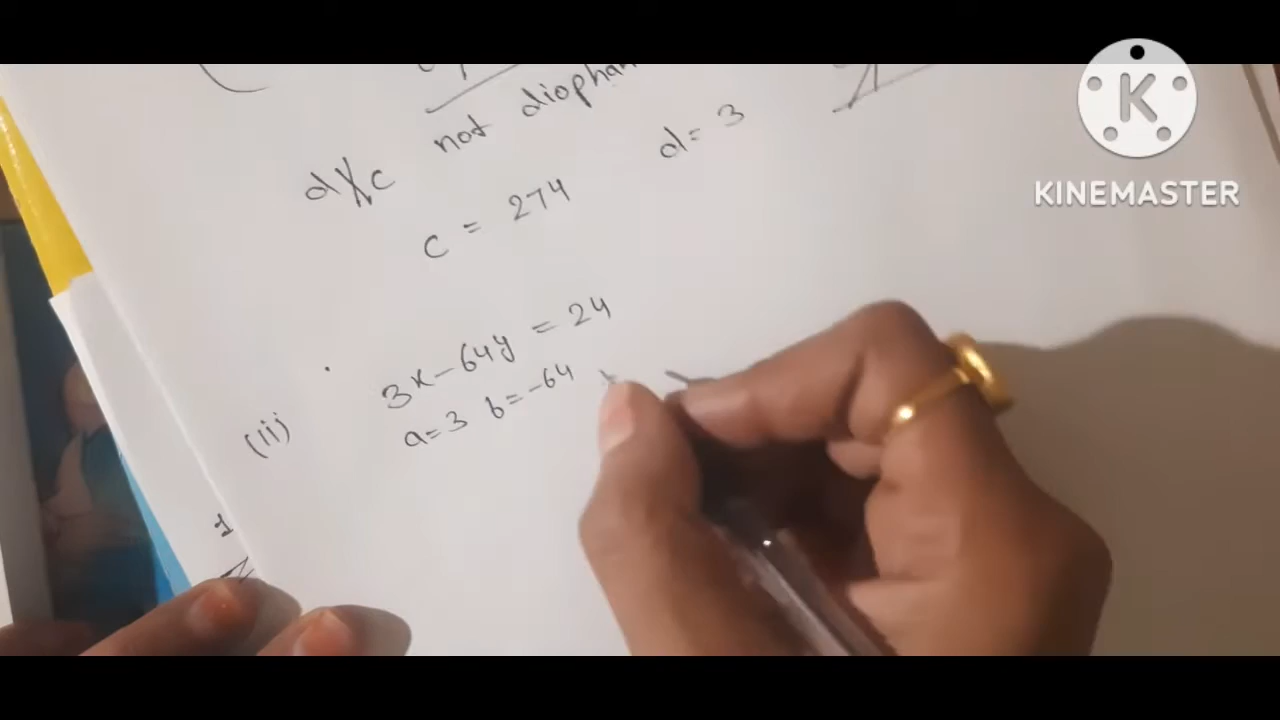 not diophan
d∤c d= 3
c = 274
(ii) 3x-64y = 24
a=3 b=-64
KINEMASTER